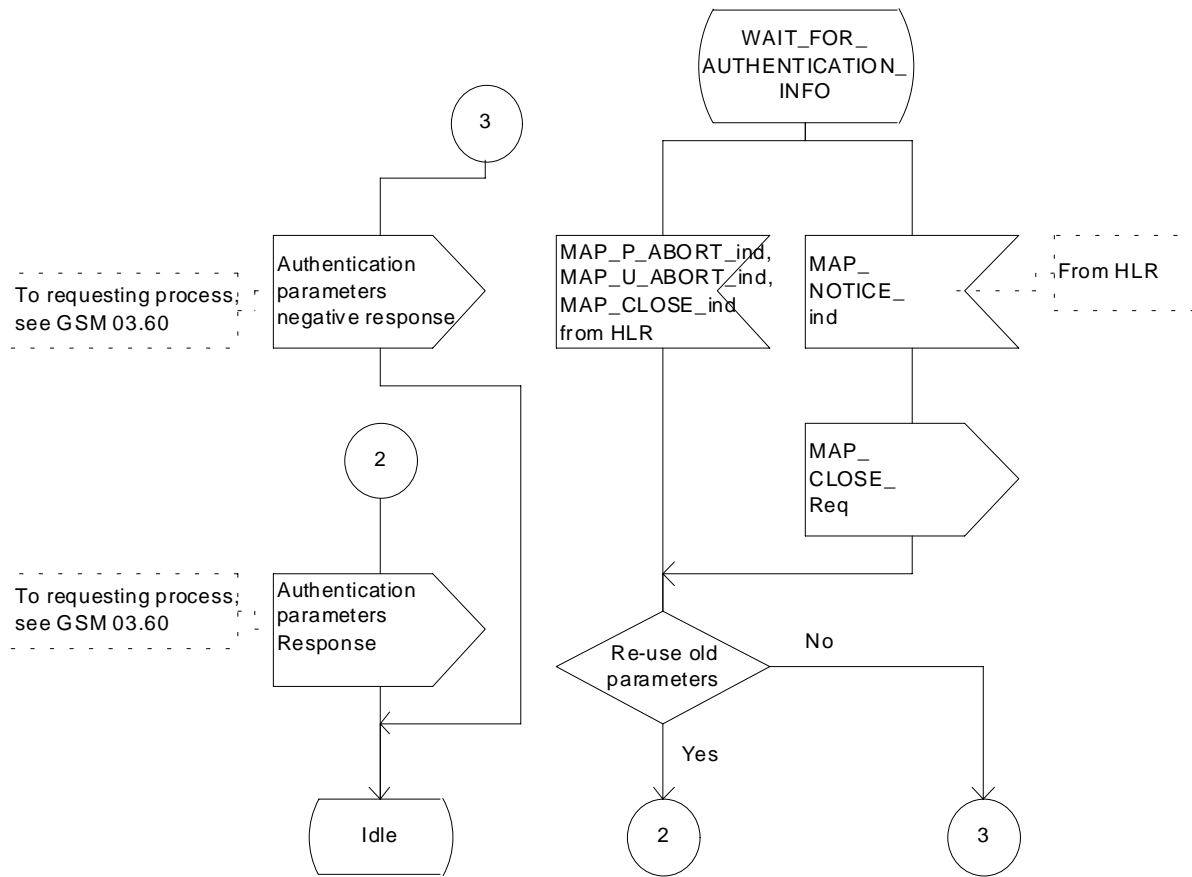 WAIT_FOR_
AUTHENTICATION_
INFO
3
MAP_P_ABORT_ind,
MAP_U_ABORT_ind,
MAP_CLOSE_ind
from HLR
MAP_
NOTICE_
ind
From HLR
Authentication
parameters
negative response
To requesting process,
see GSM 03.60
2
MAP_
CLOSE_
Req
To requesting process,
see GSM 03.60
Authentication
parameters
Response
Re-use old
parameters
No
Yes
Idle
2
3